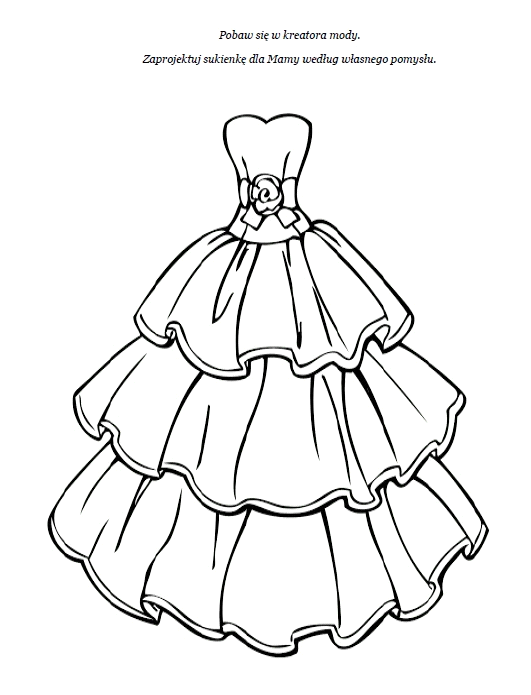 Pobaw się w kreatora mody.
Zaprojektuj sukienkę dla Mamy według własnego pomysłu.